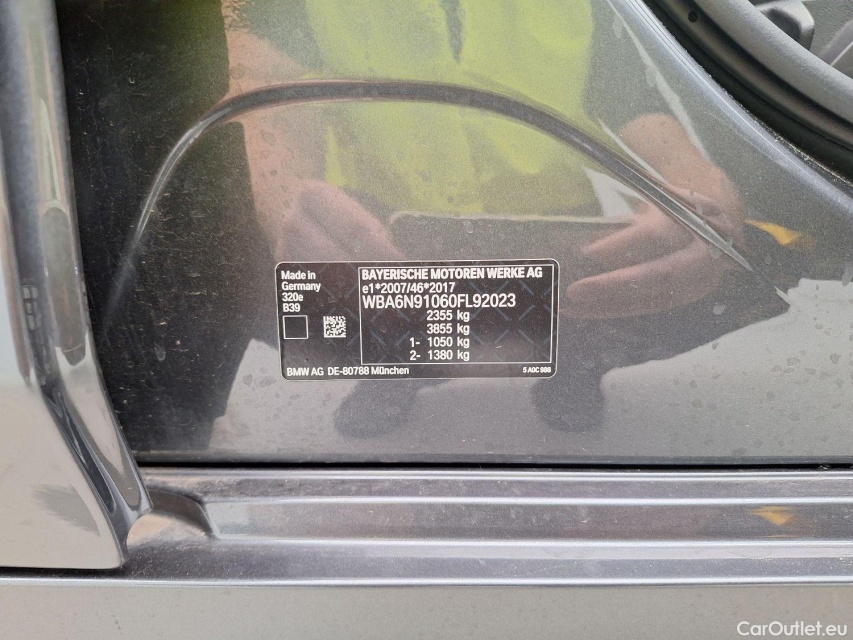 Made in
Germany
320e
B39
BAYERISCHE MOTOREN WERKE AG
e1*2007/46*2017
WBA6N91060FL92023
2355 kg
3855 kg
1- 1050 kg
2- 1380 kg
BMW AG DE-80788 München
5 A0C 986
CarOutlet.eu